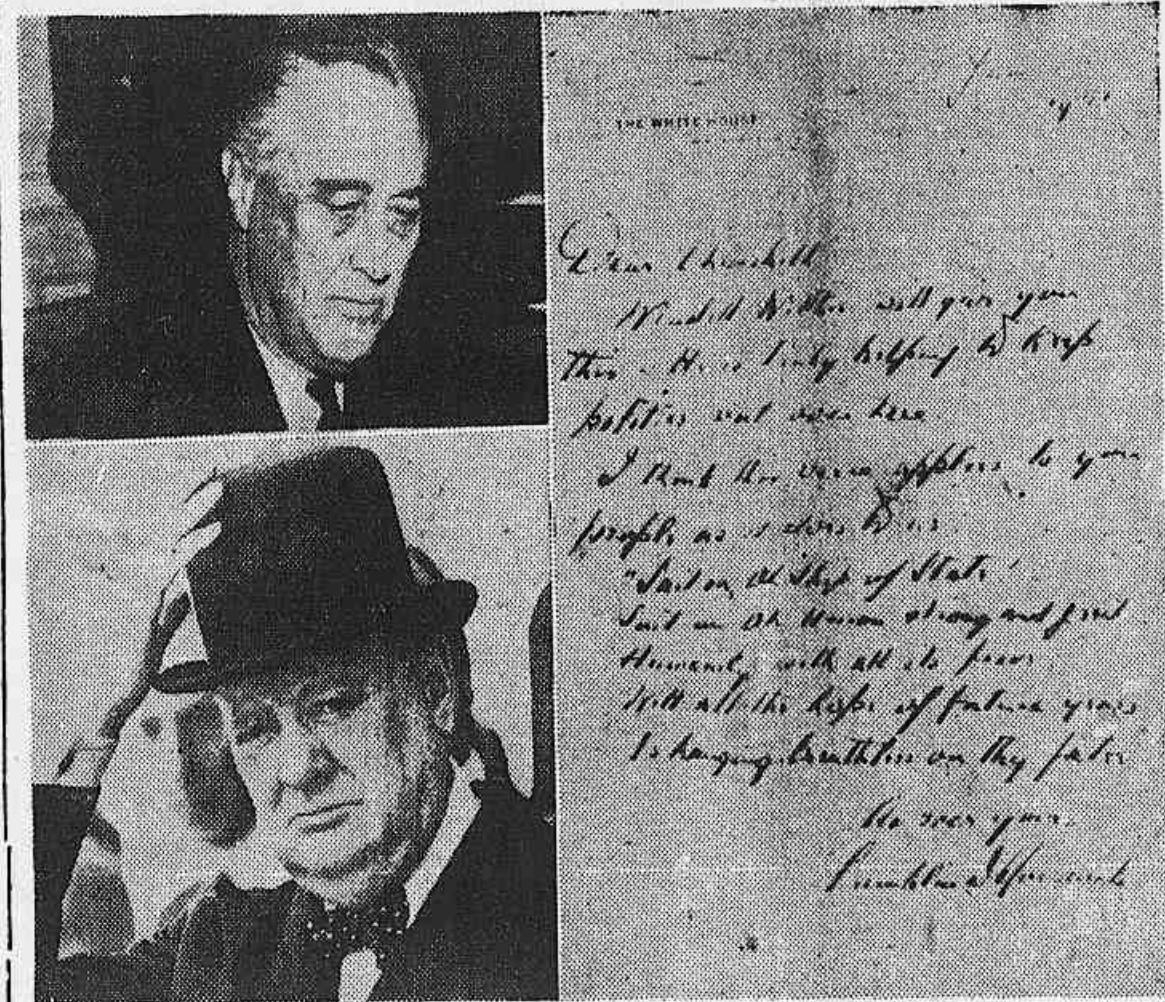 THE WHITE HOUSE
Dear Churchill
Wendell Willkie will give you
this – He is truly helping to keep
politics out over here
I think this verse applies to your
people as it does to us
"Sail on, Oh Ship of State!
Sail on Oh Union strong and great
Humanity with all its fears
With all the hope of future years
Is hanging breathless on thy fate
As ever yours
Franklin D Roosevelt